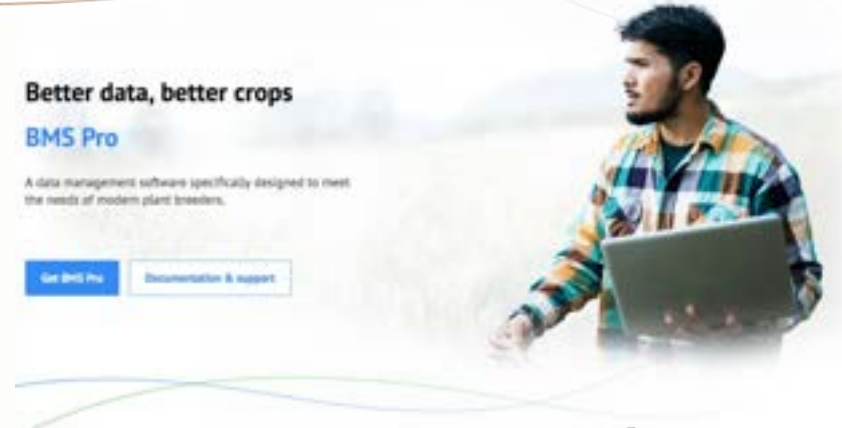 Better data, better crops
BMS Pro
A data management software specifically designed to meet
the needs of modern plant breeders.
Get BMS Pro
Documentation & support